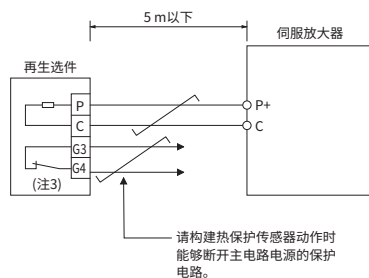 5 m以下
伺服放大器
再生选件
P
P+
C
C
G3
G4
(注3)
请构建热保护传感器动作时
能够断开主电路电源的保护
电路。